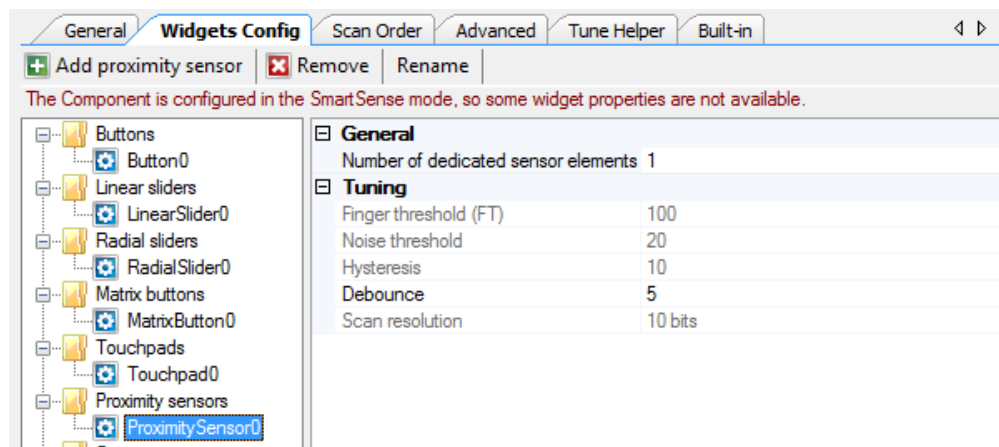 General Widgets Config Scan Order Advanced Tune Helper Built-in
Add proximity sensor Remove Rename
The Component is configured in the SmartSense mode, so some widget properties are not available.
Buttons
Button0
Linear sliders
LinearSlider0
Radial sliders
RadialSlider0
Matrix buttons
MatrixButton0
Touchpads
Touchpad0
Proximity sensors
ProximitySensor0
General
Number of dedicated sensor elements 1
Tuning
Finger threshold (FT) 100
Noise threshold 20
Hysteresis 10
Debounce 5
Scan resolution 10 bits